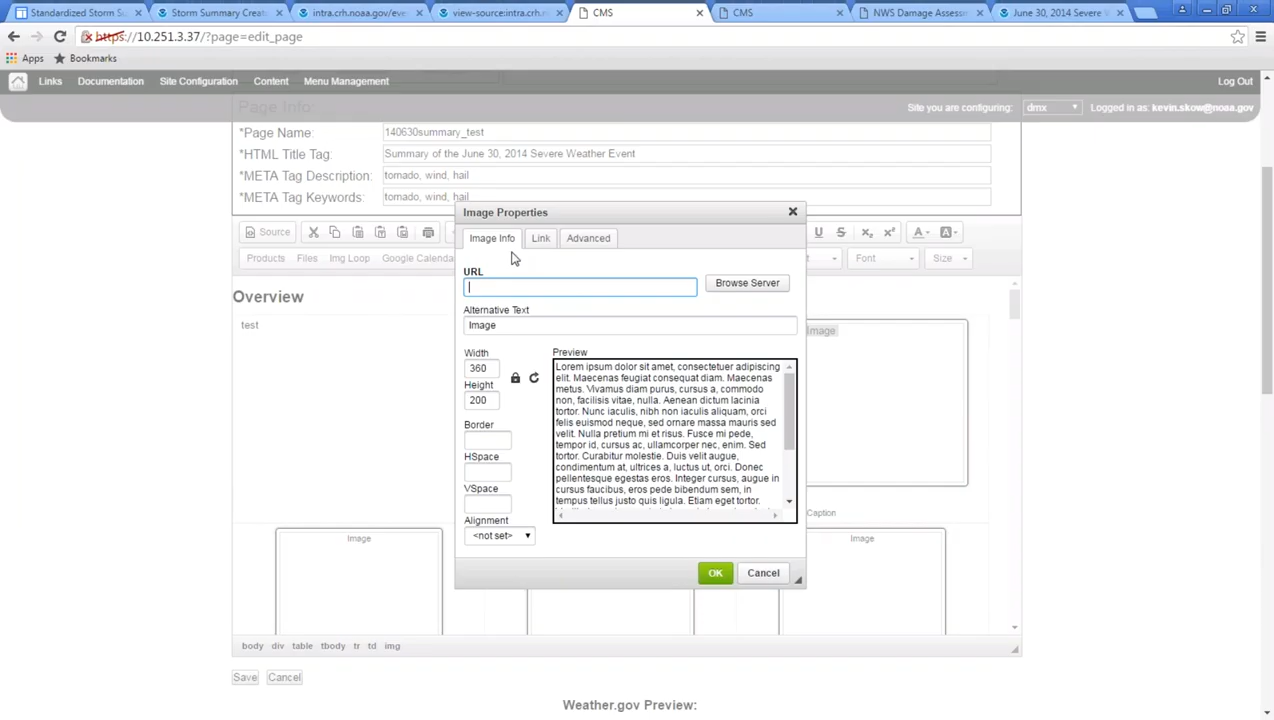 Standardized Storm S
Storm Summary Creat
intra.crh.noaa.gov/eve
view-source:intra.crh.n
CMS
CMS
NWS Damage Assess
June 30, 2014 Severe W
https://10.251.3.37/?page=edit_page
Apps Bookmarks
Links Documentation Site Configuration Content Menu Management Log Out
Page Info: Site you are configuring: dmx Logged in as: kevin.skow@noaa.gov
*Page Name: 140630summary_test
*HTML Title Tag: Summary of the June 30, 2014 Severe Weather Event
*META Tag Description: tornado, wind, hail
*META Tag Keywords: tornado, wind, hail
Source U S X₂ X² A A
Products Files Img Loop Google Calenda Font Size
Overview
test
Image
Caption
Image Properties
Image Info Link Advanced
URL
Browse Server
Alternative Text
Image
Width
360
Height
200
Border
HSpace
VSpace
Alignment
<not set>
Preview
Lorem ipsum dolor sit amet, consectetuer adipiscing
elit. Maecenas feugiat consequat diam. Maecenas
metus. Vivamus diam purus, cursus a, commodo
non, facilisis vitae, nulla. Aenean dictum lacinia
tortor. Nunc iaculis, nibh non iaculis aliquam, orci
felis euismod neque, sed ornare massa mauris sed
velit. Nulla pretium mi et risus. Fusce mi pede,
tempor id, cursus ac, ullamcorper nec, enim. Sed
tortor. Curabitur molestie. Duis velit augue,
condimentum at, ultrices a, luctus ut, orci. Donec
pellentesque egestas eros. Integer cursus, augue in
cursus faucibus, eros pede bibendum sem, in
tempus tellus justo quis ligula. Etiam eget tortor.
OK Cancel
Image
Image
body div table tbody tr td img
Save Cancel
Weather.gov Preview: